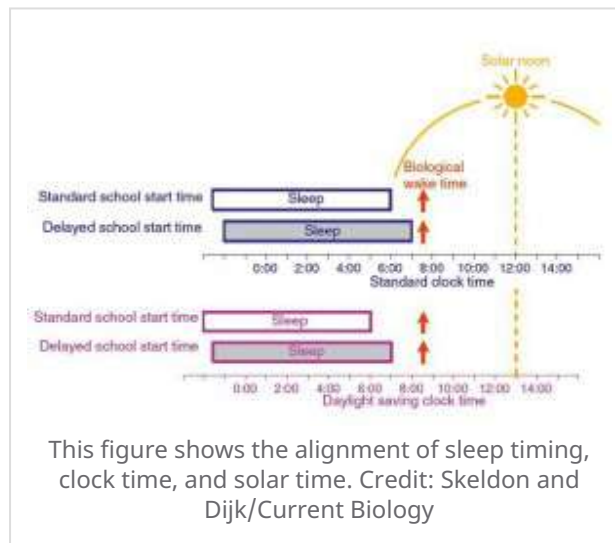 Solar noon
Biological
wake time
Standard school start time
Sleep
Delayed school start time
Sleep
0:00 2:00 4:00 6:00 8:00 10:00 12:00 14:00
Standard clock time
Standard school start time
Sleep
Delayed school start time
Sleep
0:00 2:00 4:00 6:00 8:00 10:00 12:00 14:00
Daylight saving clock time
This figure shows the alignment of sleep timing,
clock time, and solar time. Credit: Skeldon and
Dijk/Current Biology